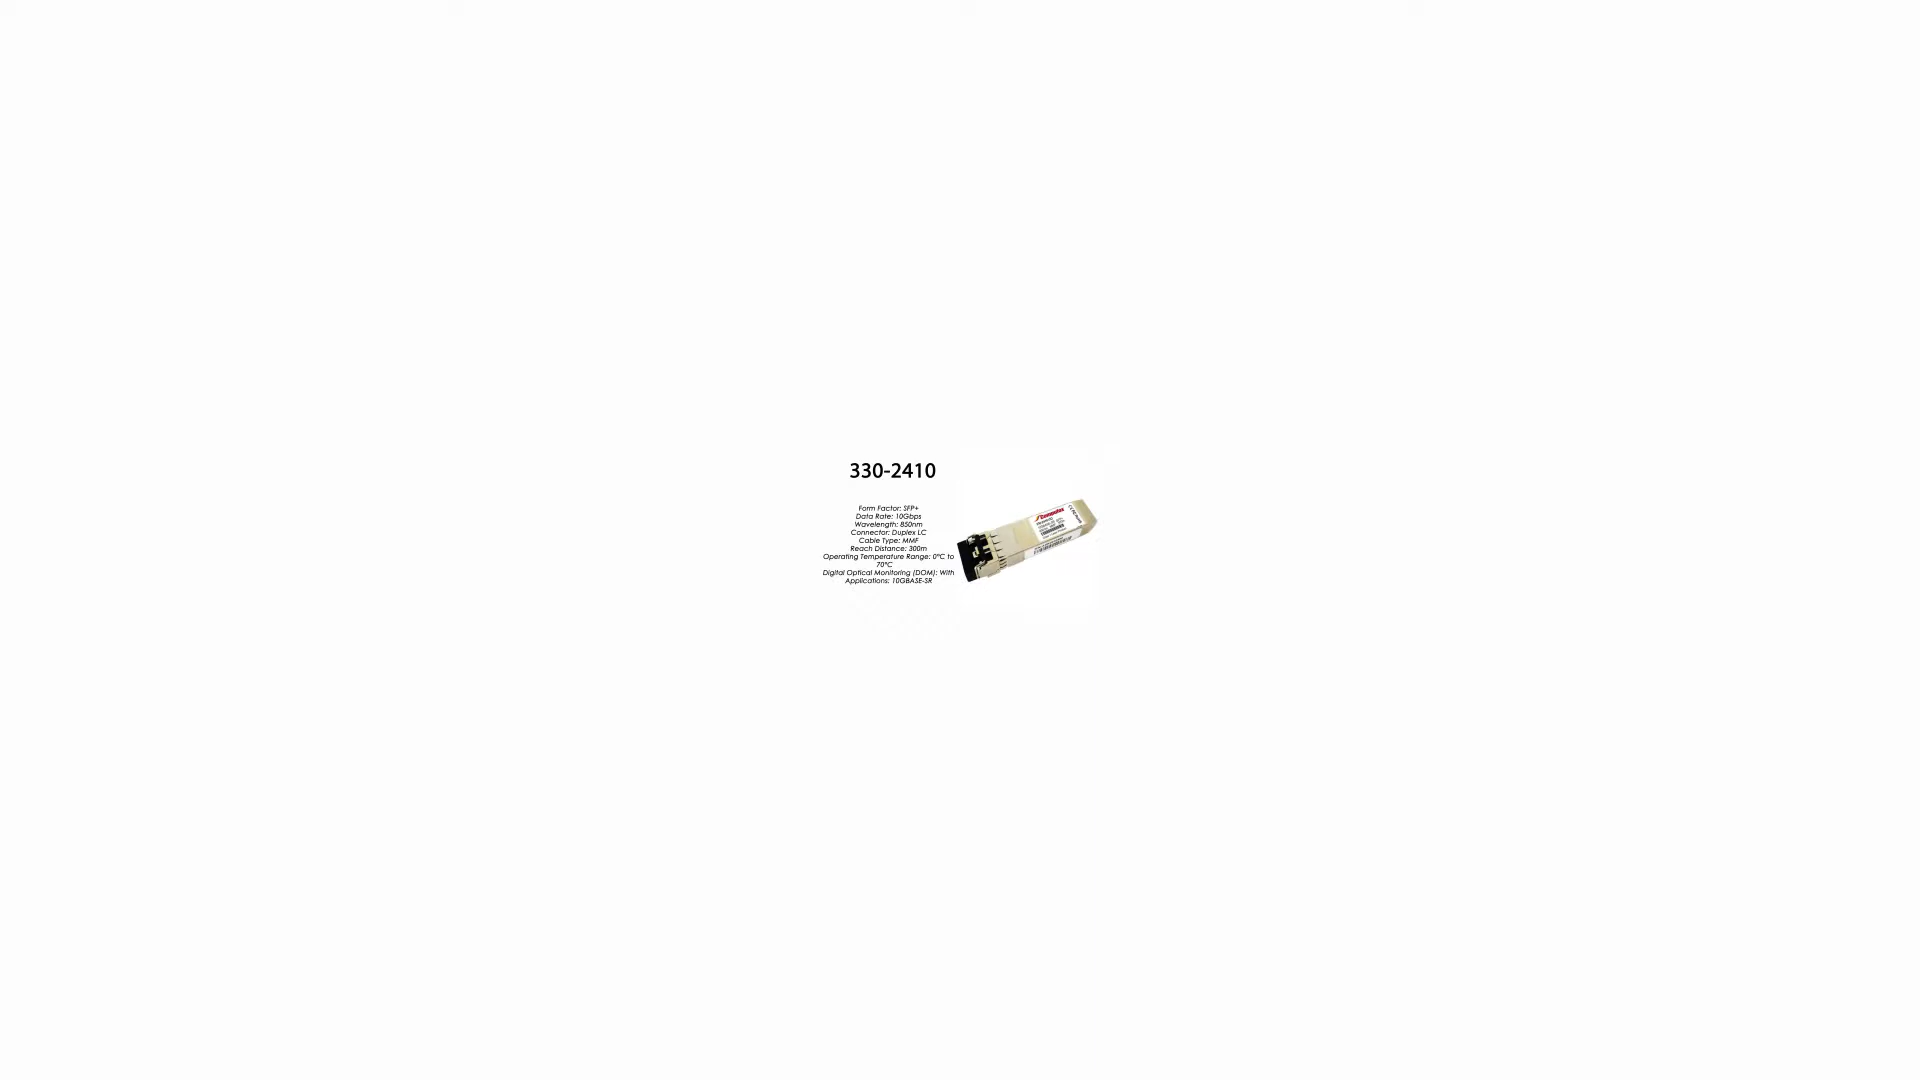 330-2410
Form Factor: SFP+
Data Rate: 10Gbps
Wavelength: 850nm
Connector: Duplex LC
Cable Type: MMF
Reach Distance: 300m
Operating Temperature Range: 0°C to
70°C
Digital Optical Monitoring (DOM): With
Applications: 10GBASE-SR
Compufox